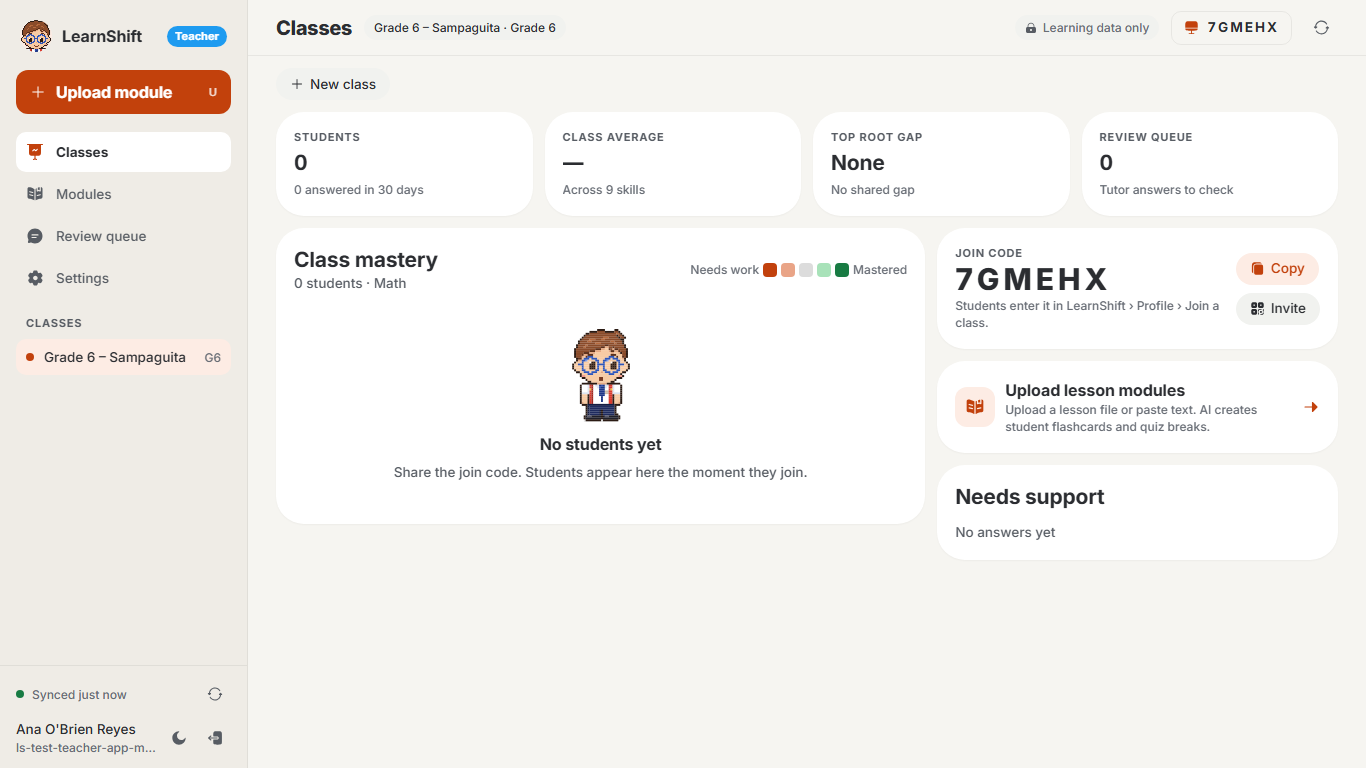 LearnShift
Teacher
Upload module
U
Classes
Modules
Review queue
Settings
CLASSES
Grade 6 – Sampaguita
G6
Synced just now
Ana O'Brien Reyes
ls-test-teacher-app-m...
Classes
Grade 6 – Sampaguita · Grade 6
Learning data only
7GMEHX
New class
STUDENTS
0
0 answered in 30 days
CLASS AVERAGE
—
Across 9 skills
TOP ROOT GAP
None
No shared gap
REVIEW QUEUE
0
Tutor answers to check
Class mastery
0 students · Math
Needs work
Mastered
No students yet
Share the join code. Students appear here the moment they join.
JOIN CODE
7GMEHX
Students enter it in LearnShift › Profile › Join a
class.
Copy
Invite
Upload lesson modules
Upload a lesson file or paste text. AI creates
student flashcards and quiz breaks.
Needs support
No answers yet